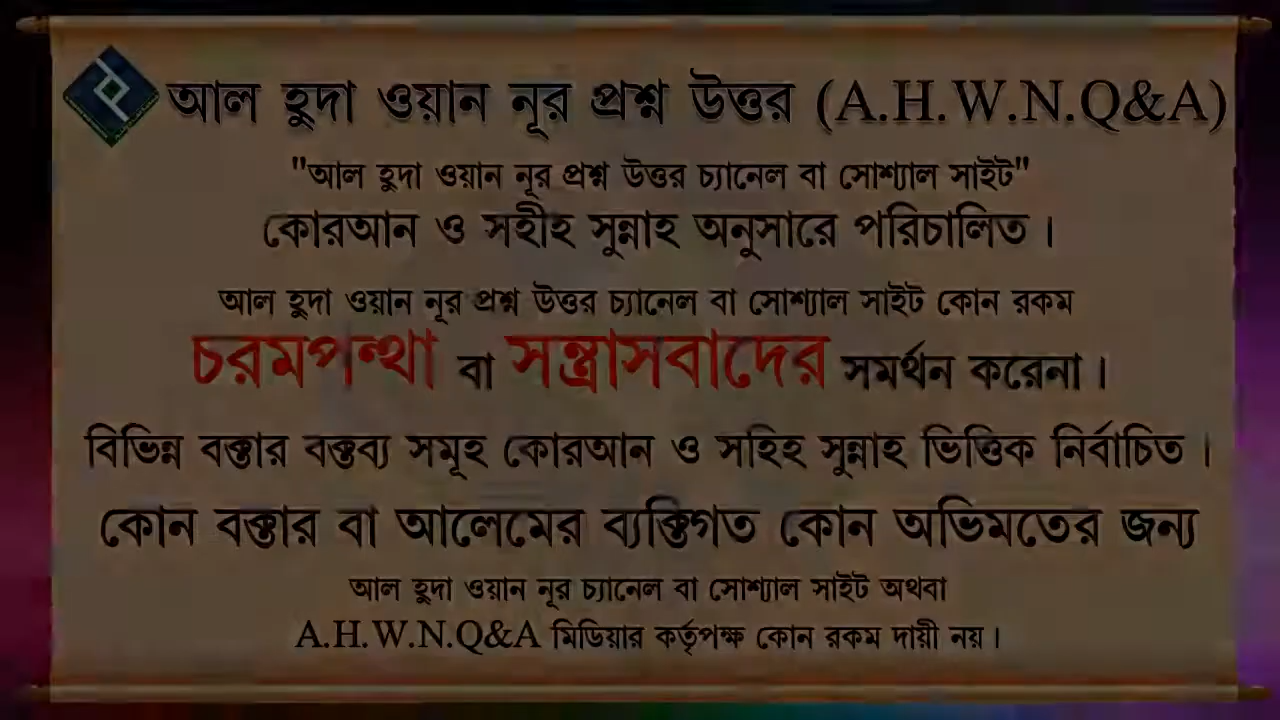 আল হুদা ওয়ান নূর প্রশ্ন উত্তর (A.H.W.N.Q&A)
"আল হুদা ওয়ান নূর প্রশ্ন উত্তর চ্যানেল বা সোশ্যাল সাইট"
কোরআন ও সহীহ সুন্নাহ অনুসারে পরিচালিত।
আল হুদা ওয়ান নূর প্রশ্ন উত্তর চ্যানেল বা সোশ্যাল সাইট কোন রকম
চরমপন্থা বা সন্ত্রাসবাদের সমর্থন করেনা।
বিভিন্ন বক্তার বক্তব্য সমূহ কোরআন ও সহিহ সুন্নাহ ভিত্তিক নির্বাচিত।
কোন বক্তার বা আলেমের ব্যক্তিগত কোন অভিমতের জন্য
আল হুদা ওয়ান নূর চ্যানেল বা সোশ্যাল সাইট অথবা
A.H.W.N.Q&A মিডিয়ার কর্তৃপক্ষ কোন রকম দায়ী নয়।